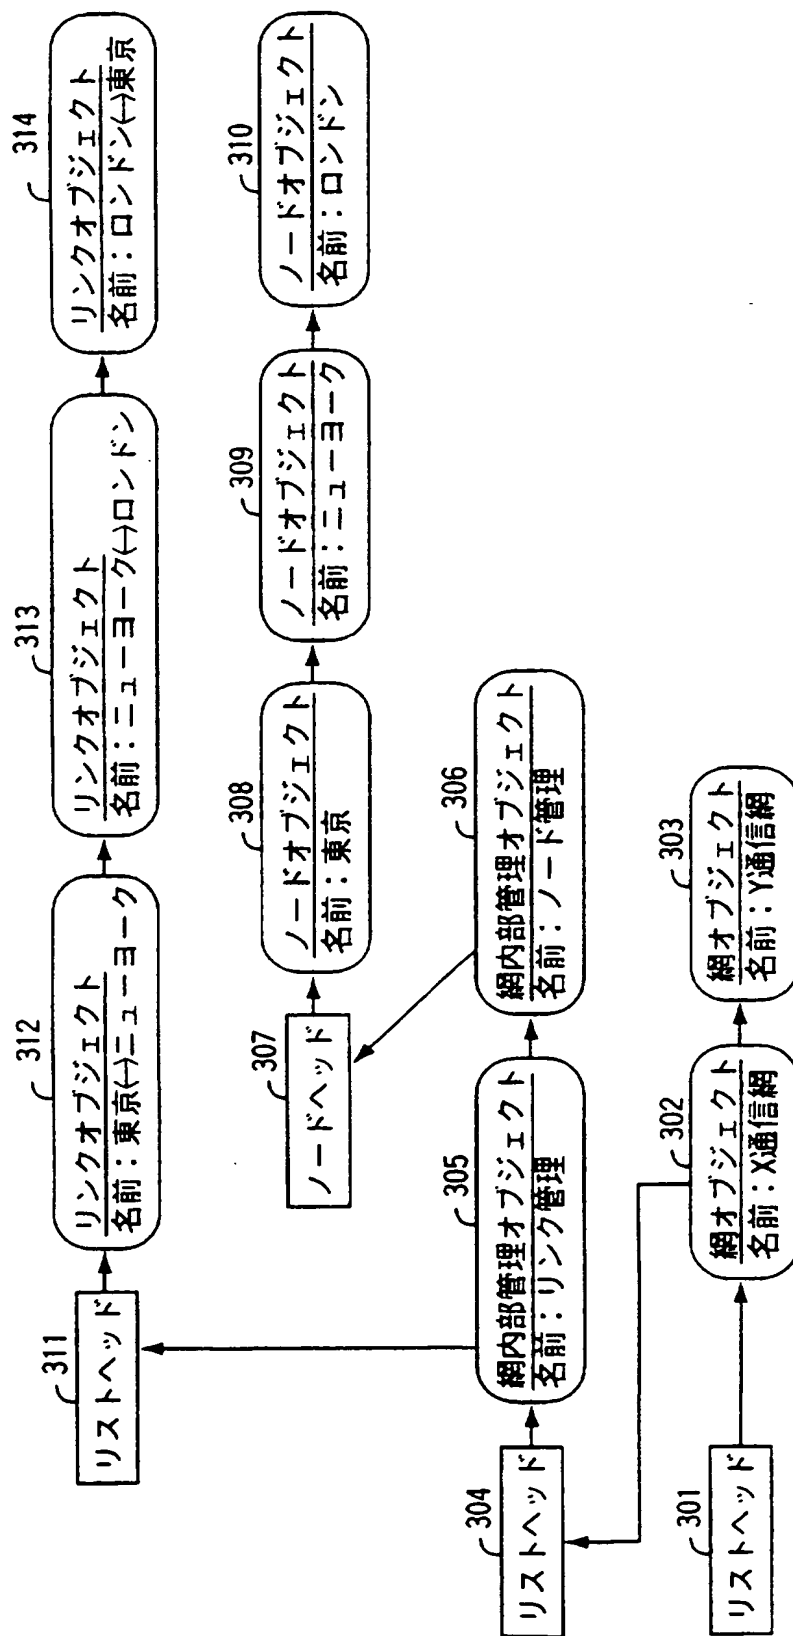 311
リストヘッド
312
リンクオブジェクト
名前：東京(↔)ニューヨーク
313
リンクオブジェクト
名前：ニューヨーク(↔)ロンドン
314
リンクオブジェクト
名前：ロンドン(↔)東京
307
ノードヘッド
308
ノードオブジェクト
名前：東京
309
ノードオブジェクト
名前：ニューヨーク
310
ノードオブジェクト
名前：ロンドン
304
リストヘッド
305
網内部管理オブジェクト
名前：リンク管理
306
網内部管理オブジェクト
名前：ノード管理
301
リストヘッド
302
網オブジェクト
名前：X通信網
303
網オブジェクト
名前：Y通信網